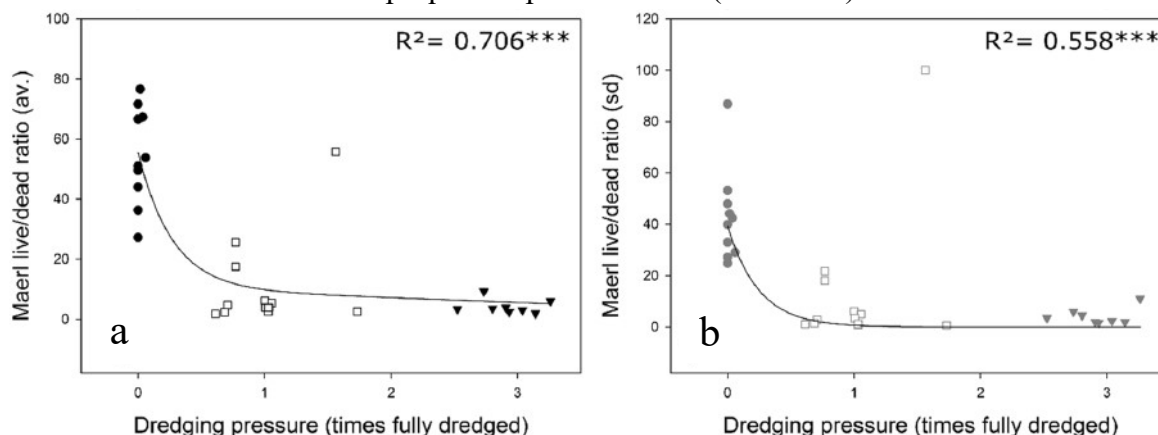 R²= 0.706***
Maerl live/dead ratio (av.)
100
80
60
40
20
0
a
0
1
2
3
Dredging pressure (times fully dredged)
R²= 0.558***
Maerl live/dead ratio (sd)
120
100
80
60
40
20
0
b
0
1
2
3
Dredging pressure (times fully dredged)